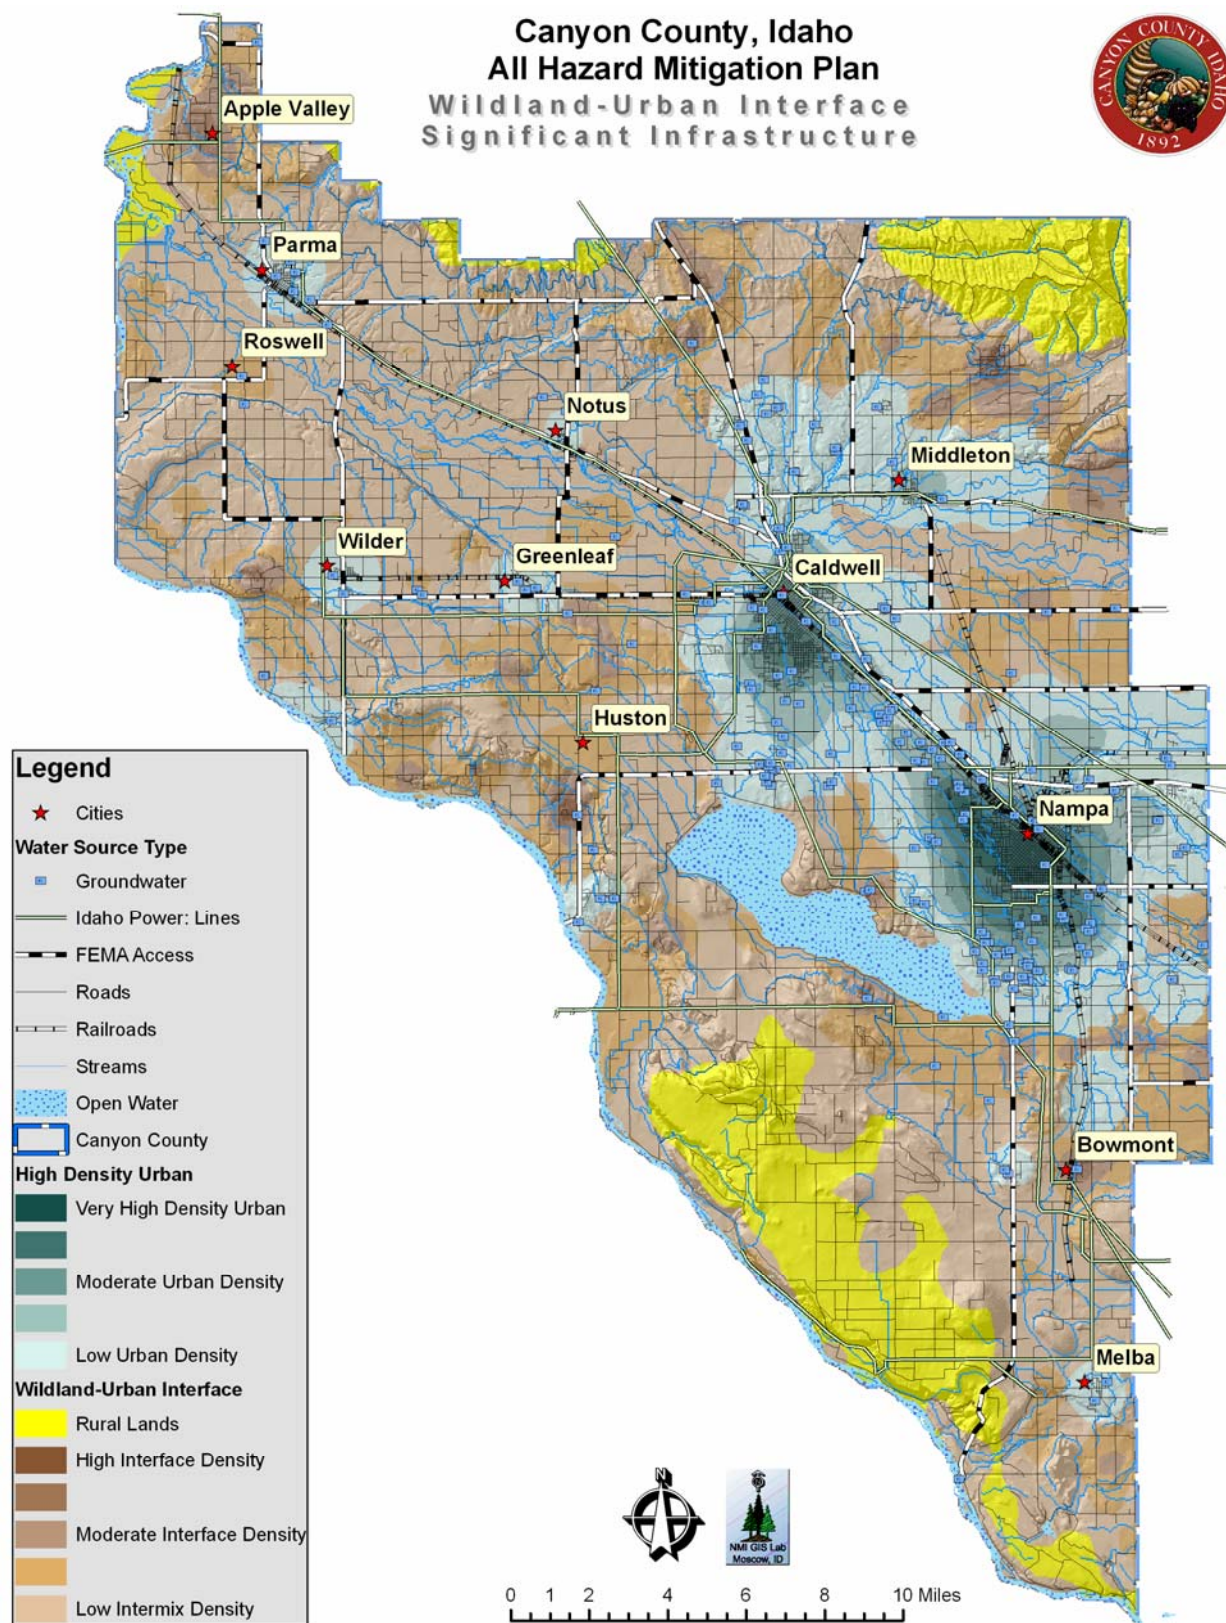 Canyon County, Idaho
All Hazard Mitigation Plan
Wildland-Urban Interface
Significant Infrastructure
CANYON COUNTY IDAHO
1892
Apple Valley
Parma
Roswell
Notus
Middleton
Wilder
Greenleaf
Caldwell
Huston
Nampa
Bowmont
Melba
Legend
Cities
Water Source Type
Groundwater
Idaho Power: Lines
FEMA Access
Roads
Railroads
Streams
Open Water
Canyon County
High Density Urban
Very High Density Urban
Moderate Urban Density
Low Urban Density
Wildland-Urban Interface
Rural Lands
High Interface Density
Moderate Interface Density
Low Intermix Density
N
NMI GIS Lab
Moscow, ID
0 1 2 4 6 8 10 Miles